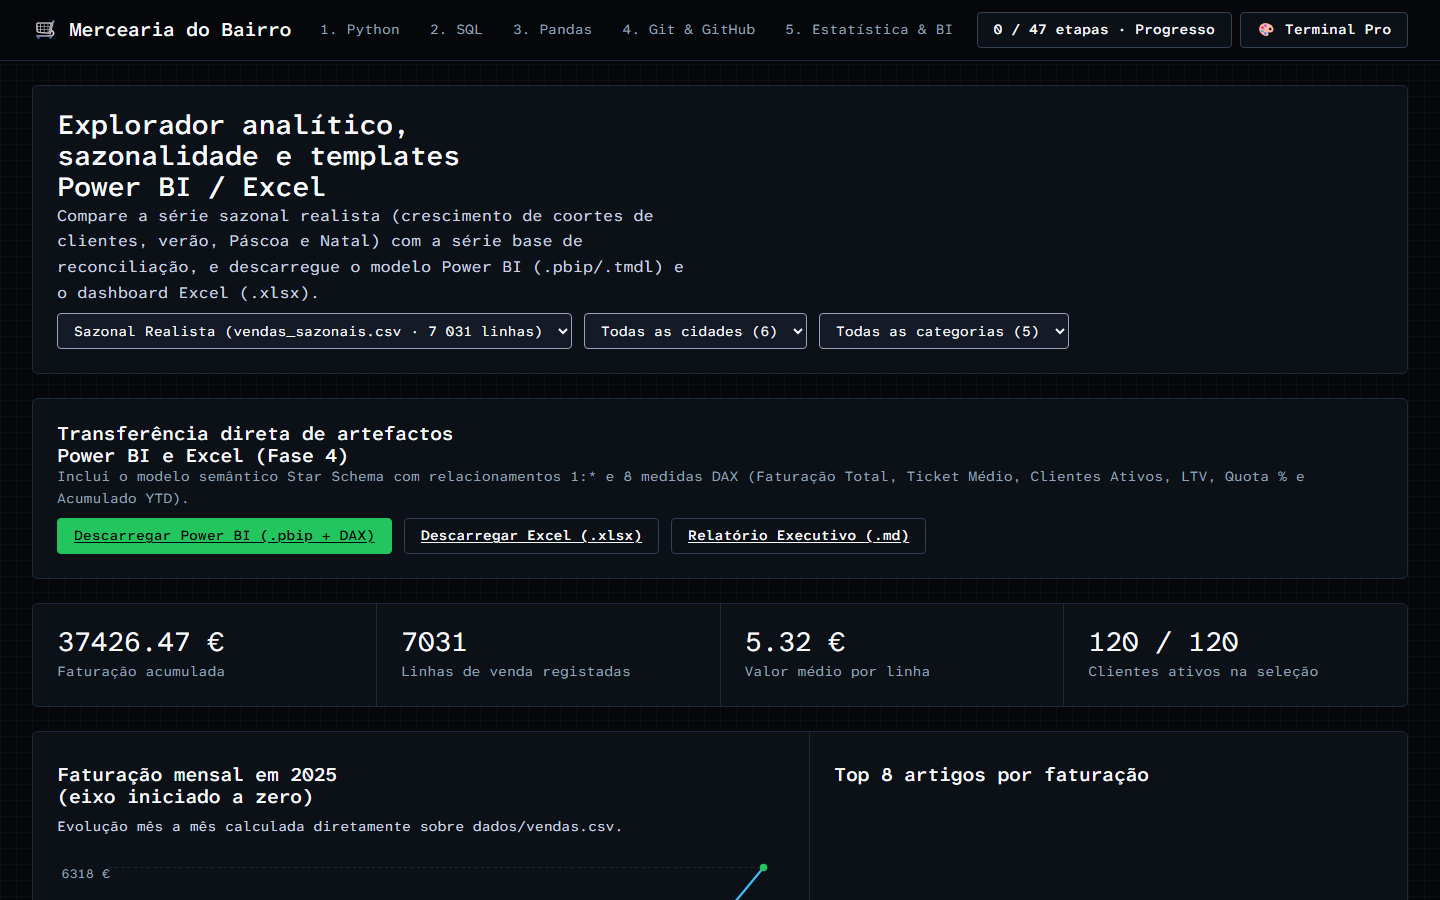 Mercearia do Bairro
1. Python
2. SQL
3. Pandas
4. Git & GitHub
5. Estatística & BI
0 / 47 etapas · Progresso
Terminal Pro
Explorador analítico,
sazonalidade e templates
Power BI / Excel
Compare a série sazonal realista (crescimento de coortes de
clientes, verão, Páscoa e Natal) com a série base de
reconciliação, e descarregue o modelo Power BI (.pbip/.tmdl) e
o dashboard Excel (.xlsx).
Sazonal Realista (vendas_sazonais.csv · 7 031 linhas)
Todas as cidades (6)
Todas as categorias (5)
Transferência direta de artefactos
Power BI e Excel (Fase 4)
Inclui o modelo semântico Star Schema com relacionamentos 1:* e 8 medidas DAX (Faturação Total, Ticket Médio, Clientes Ativos, LTV, Quota % e
Acumulado YTD).
Descarregar Power BI (.pbip + DAX)
Descarregar Excel (.xlsx)
Relatório Executivo (.md)
37426.47 €
Faturação acumulada
7031
Linhas de venda registadas
5.32 €
Valor médio por linha
120 / 120
Clientes ativos na seleção
Faturação mensal em 2025
(eixo iniciado a zero)
Evolução mês a mês calculada diretamente sobre dados/vendas.csv.
6318 €
Top 8 artigos por faturação